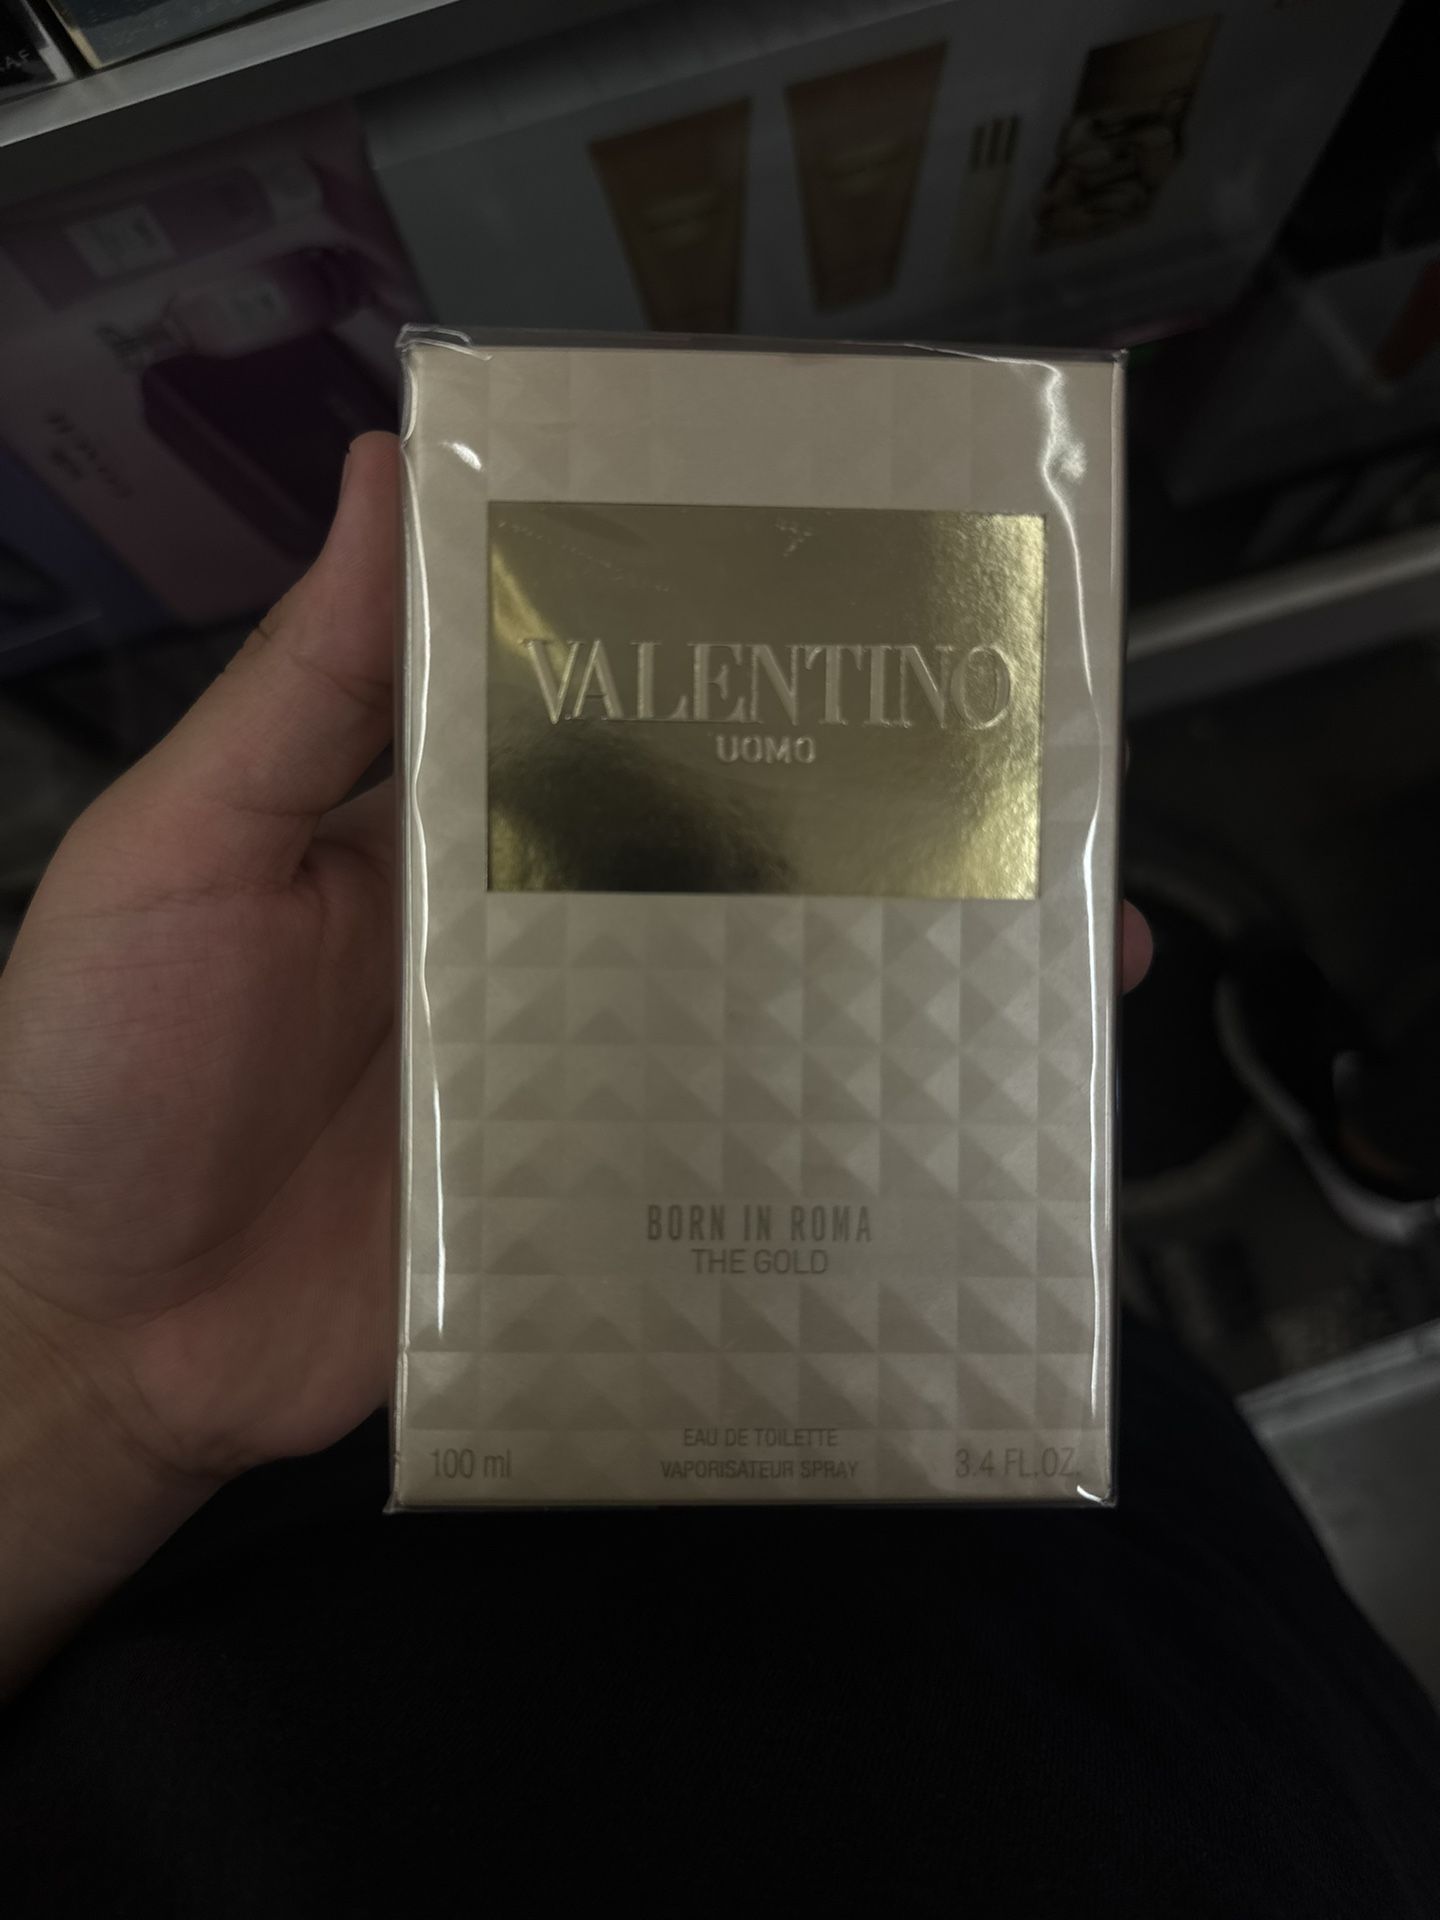 VALENTINO
UOMO
BORN IN ROMA
THE GOLD
EAU DE TOILETTE
100 ml VAPORISATEUR SPRAY 3.4 FL.OZ.